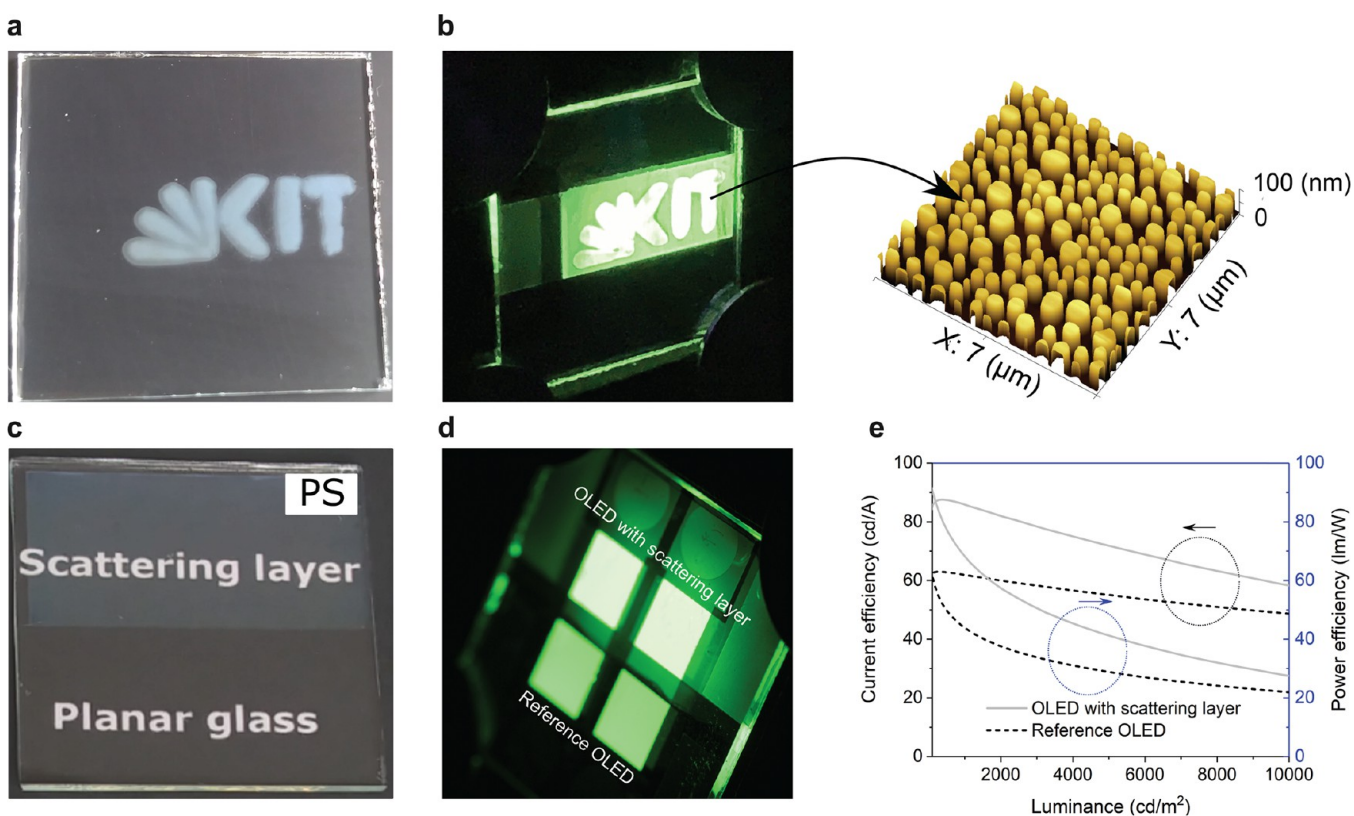 a
b
KIT
KIT
100 (nm)
0
X: 7 (µm)
Y: 7 (µm)
c
PS
Scattering layer
Planar glass
d
OLED with scattering layer
Reference OLED
e
100
80
60
40
20
0
Current efficiency (cd/A)
100
80
60
40
20
0
Power efficiency (lm/W)
OLED with scattering layer
Reference OLED
2000 4000 6000 8000 10000
Luminance (cd/m²)